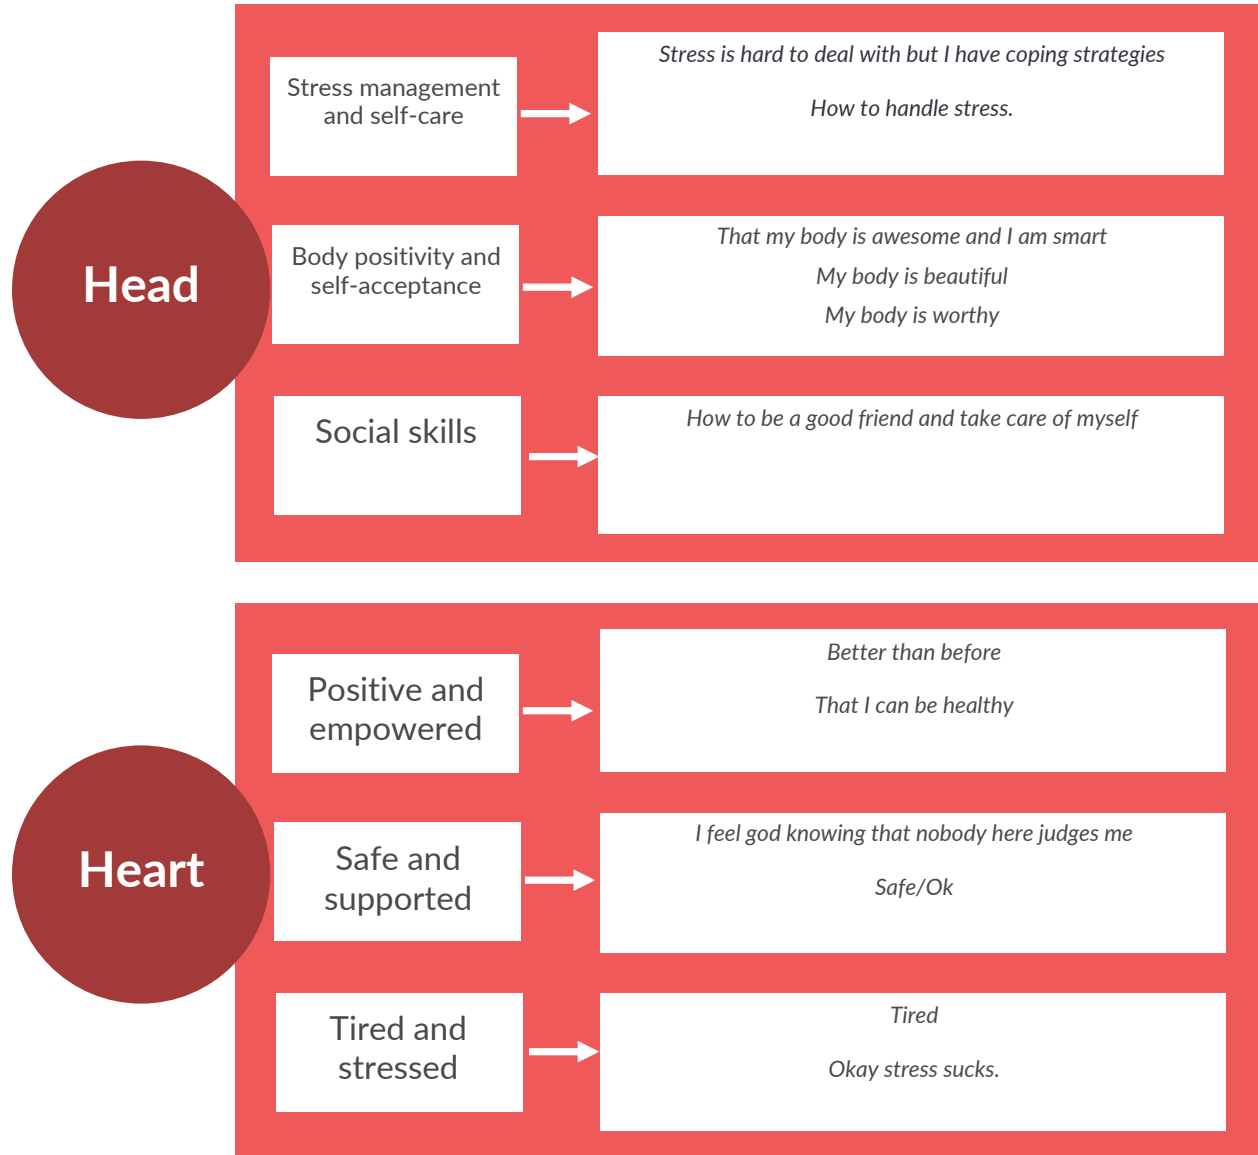 Head
Stress management
and self-care
Stress is hard to deal with but I have coping strategies
How to handle stress.
Body positivity and
self-acceptance
That my body is awesome and I am smart
My body is beautiful
My body is worthy
Social skills
How to be a good friend and take care of myself
Heart
Positive and
empowered
Better than before
That I can be healthy
Safe and
supported
I feel god knowing that nobody here judges me
Safe/Ok
Tired and
stressed
Tired
Okay stress sucks.